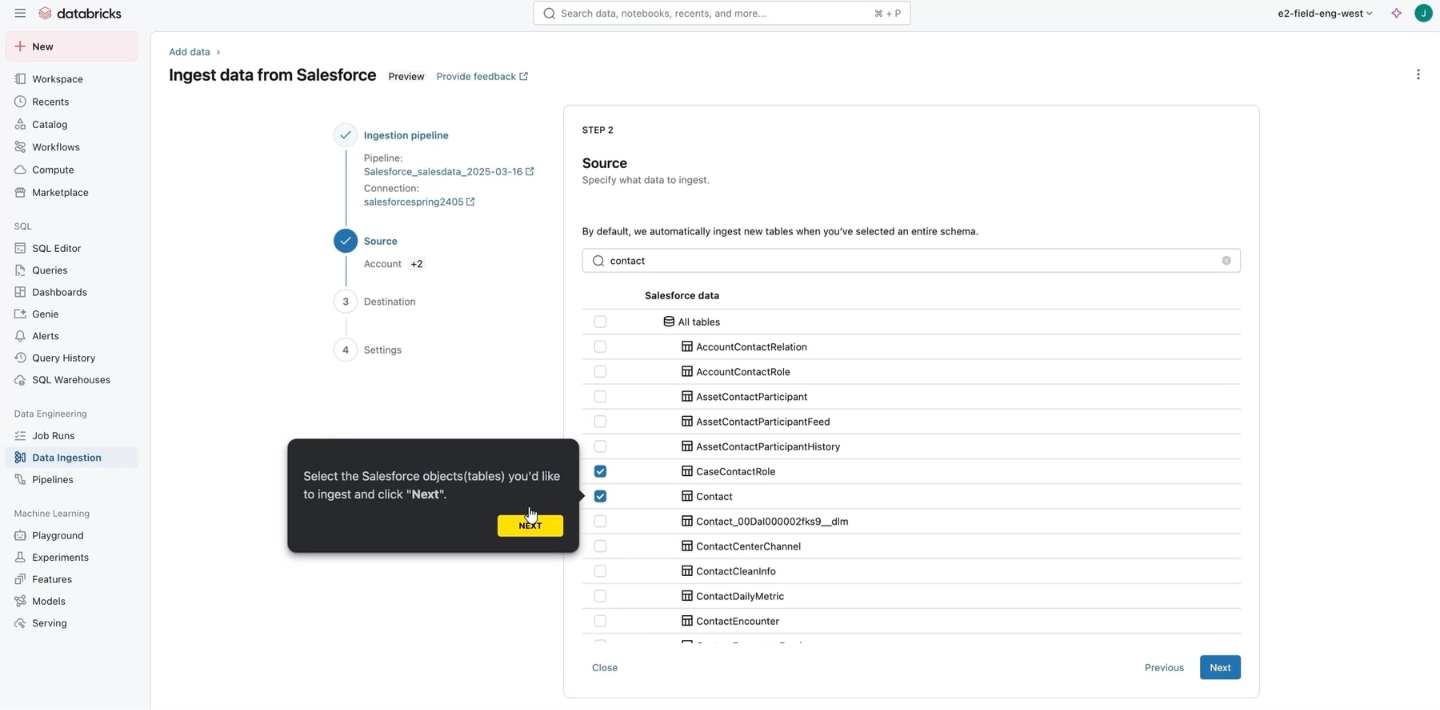 databricks
Search data, notebooks, recents, and more...
⌘ + P
e2-field-eng-west
J
New
Workspace
Recents
Catalog
Workflows
Compute
Marketplace
SQL
SQL Editor
Queries
Dashboards
Genie
Alerts
Query History
SQL Warehouses
Data Engineering
Job Runs
Data Ingestion
Pipelines
Machine Learning
Playground
Experiments
Features
Models
Serving
Add data ›
Ingest data from Salesforce
Preview
Provide feedback
Ingestion pipeline
Pipeline:
Salesforce_salesdata_2025-03-16
Connection:
salesforcespring2405
Source
Account +2
3 Destination
4 Settings
Select the Salesforce objects(tables) you'd like
to ingest and click "Next".
NEXT
STEP 2
Source
Specify what data to ingest.
By default, we automatically ingest new tables when you've selected an entire schema.
contact
Salesforce data
All tables
AccountContactRelation
AccountContactRole
AssetContactParticipant
AssetContactParticipantFeed
AssetContactParticipantHistory
CaseContactRole
Contact
Contact_00Dal000002fks9__dlm
ContactCenterChannel
ContactCleanInfo
ContactDailyMetric
ContactEncounter
Close
Previous
Next